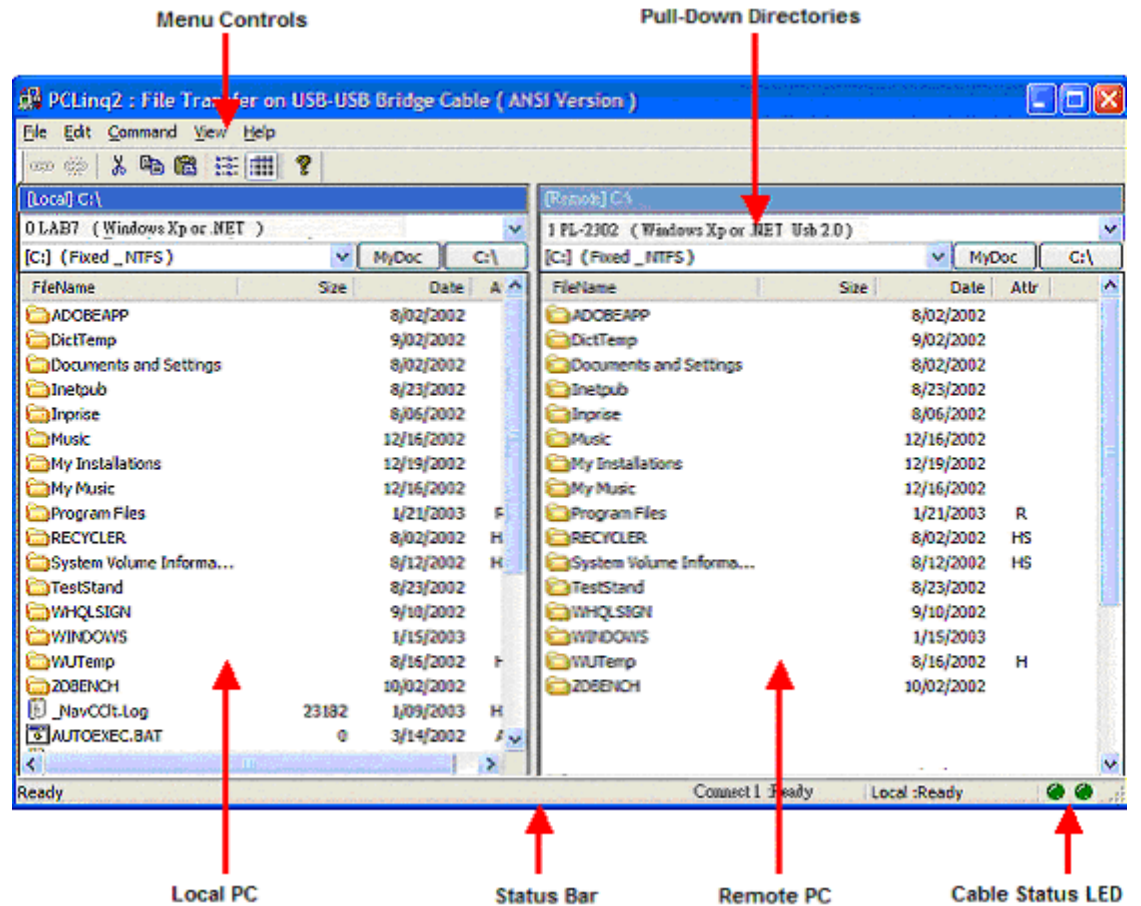 Menu Controls
Pull-Down Directories
PCLinq2 : File Transfer on USB-USB Bridge Cable ( ANSI Version )
File Edit Command View Help
[Local] C:\
0 LAB7 ( Windows Xp or .NET )
[C:] (Fixed _NTFS) MyDoc C:\
FileName Size Date A
ADOBEAPP 8/02/2002
DictTemp 9/02/2002
Documents and Settings 8/02/2002
Inetpub 8/23/2002
Inprise 8/06/2002
Music 12/16/2002
My Installations 12/19/2002
My Music 12/16/2002
Program Files 1/21/2003
RECYCLER 8/02/2002 H
System Volume Informa... 8/12/2002 H
TestStand 8/23/2002
WHQLSIGN 9/10/2002
WINDOWS 1/15/2003
WUTemp 8/16/2002
ZDBENCH 10/02/2002
_NavCClt.Log 23182 1/09/2003 H
AUTOEXEC.BAT 0 3/14/2002
[Remote] C:\
1 PL-2302 (Windows Xp or .NET Usb 2.0)
[C:] (Fixed _NTFS) MyDoc C:\
FileName Size Date Attr
ADOBEAPP 8/02/2002
DictTemp 9/02/2002
Documents and Settings 8/02/2002
Inetpub 8/23/2002
Inprise 8/06/2002
Music 12/16/2002
My Installations 12/19/2002
My Music 12/16/2002
Program Files 1/21/2003 R
RECYCLER 8/02/2002 HS
System Volume Informa... 8/12/2002 HS
TestStand 8/23/2002
WHQLSIGN 9/10/2002
WINDOWS 1/15/2003
WUTemp 8/16/2002 H
ZDBENCH 10/02/2002
Ready Connect 1 :Ready Local :Ready
Local PC
Status Bar
Remote PC
Cable Status LED